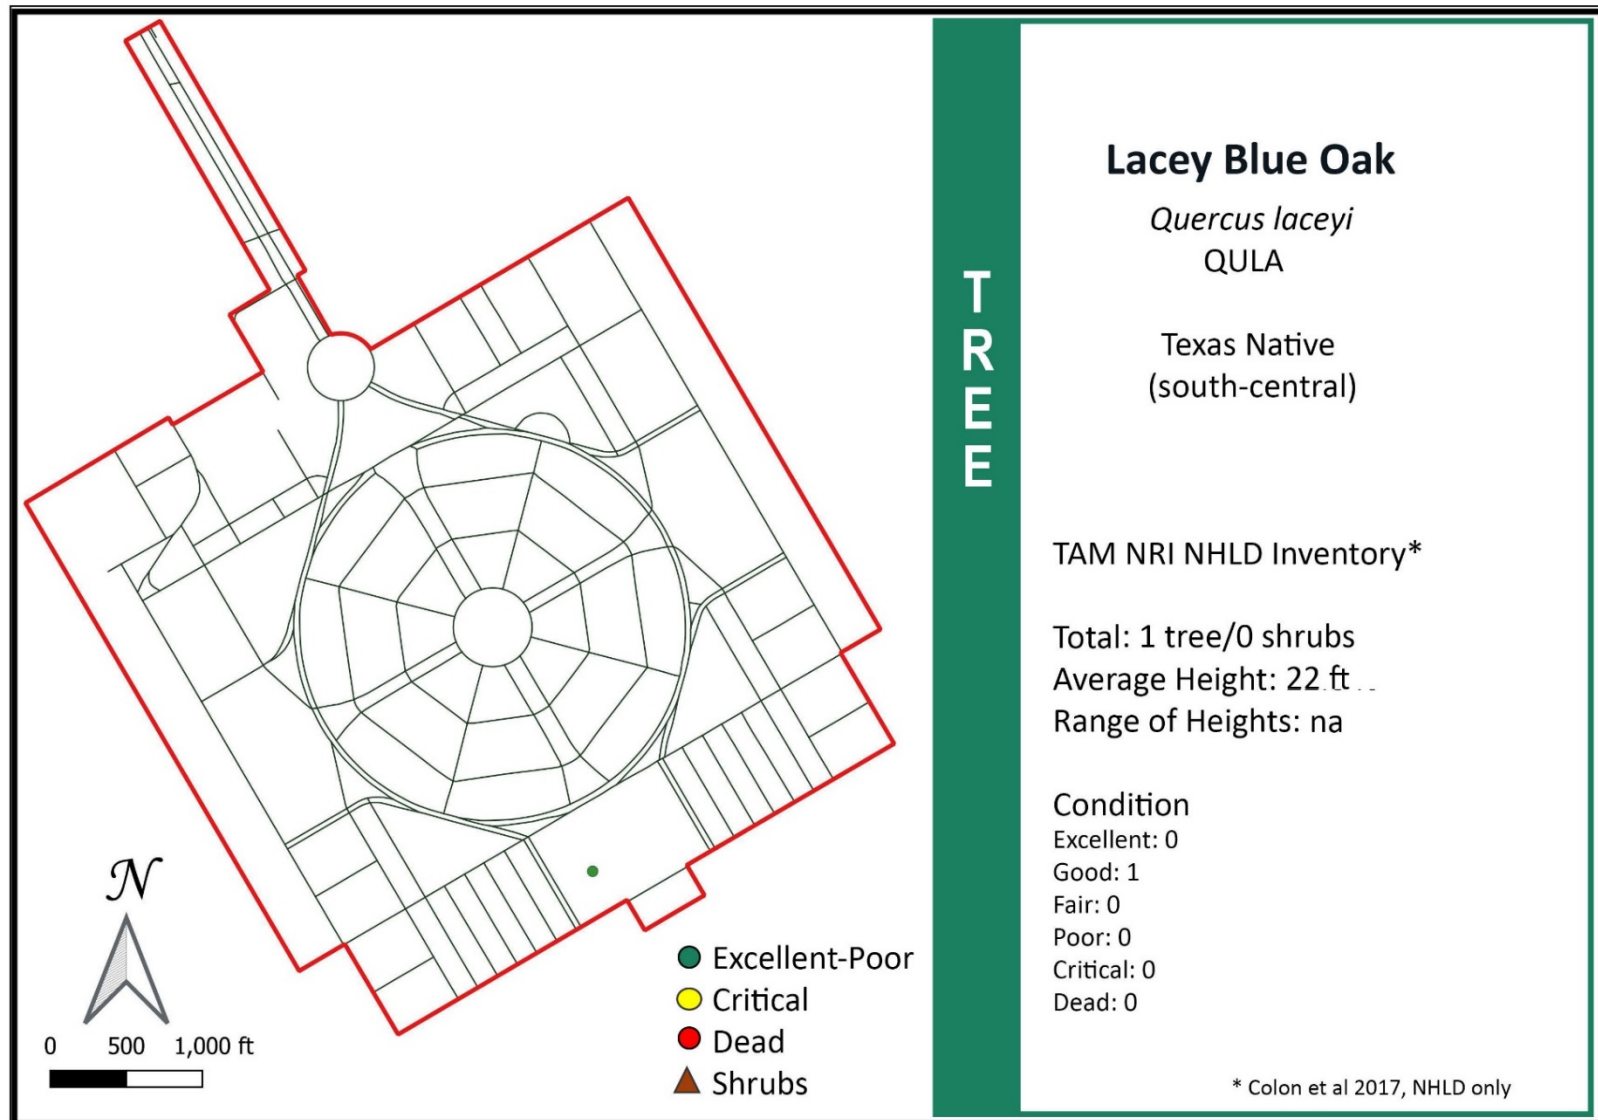 Lacey Blue Oak
Quercus laceyi
QULA
Texas Native
(south-central)
TREE
TAM NRI NHLD Inventory*
Total: 1 tree/0 shrubs
Average Height: 22 ft
Range of Heights: na
Condition
Excellent: 0
Good: 1
Fair: 0
Poor: 0
Critical: 0
Dead: 0
* Colon et al 2017, NHLD only
N
0 500 1,000 ft
Excellent-Poor
Critical
Dead
Shrubs